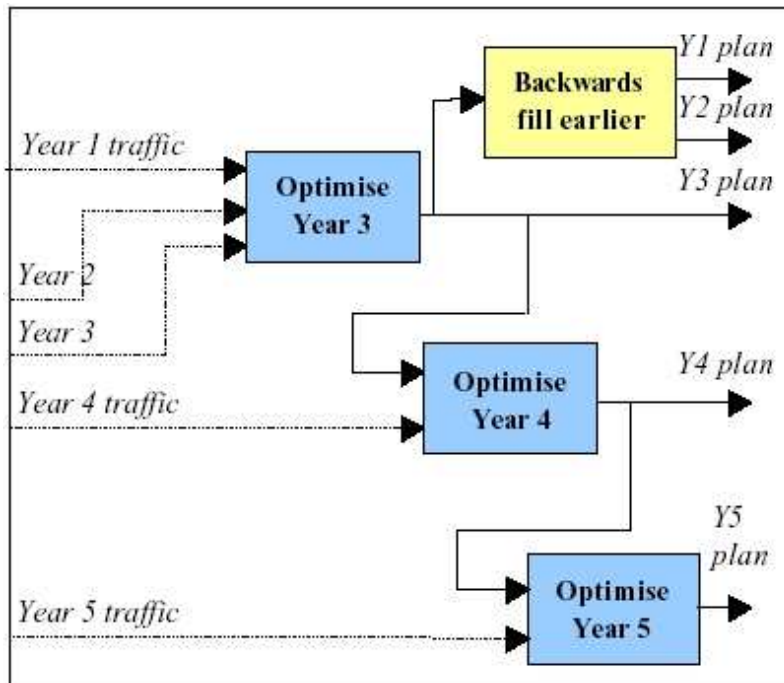 Y1 plan
Backwards
fill earlier
Y2 plan
Year 1 traffic
Optimise
Year 3
Y3 plan
Year 2
Year 3
Optimise
Year 4
Y4 plan
Year 4 traffic
Y5
plan
Optimise
Year 5
Year 5 traffic